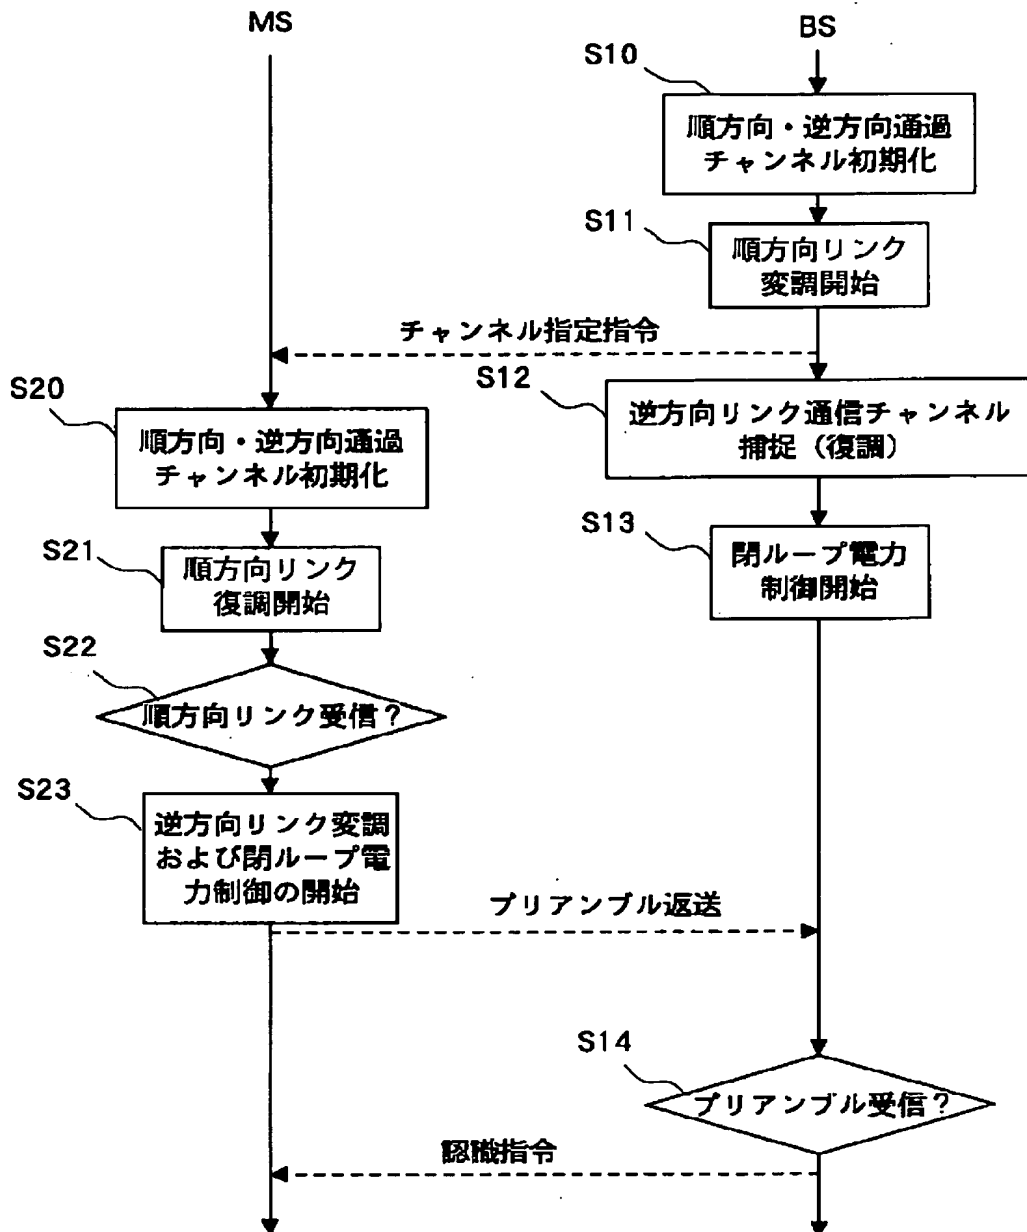 MS
BS
S10
順方向・逆方向通過
チャンネル初期化
S11
順方向リンク
変調開始
チャンネル指定指令
S12
逆方向リンク通信チャンネル
捕捉（復調）
S20
順方向・逆方向通過
チャンネル初期化
S13
閉ループ電力
制御開始
S21
順方向リンク
復調開始
S22
順方向リンク受信？
S23
逆方向リンク変調
および閉ループ電
力制御の開始
プリアンブル返送
S14
プリアンブル受信？
認識指令